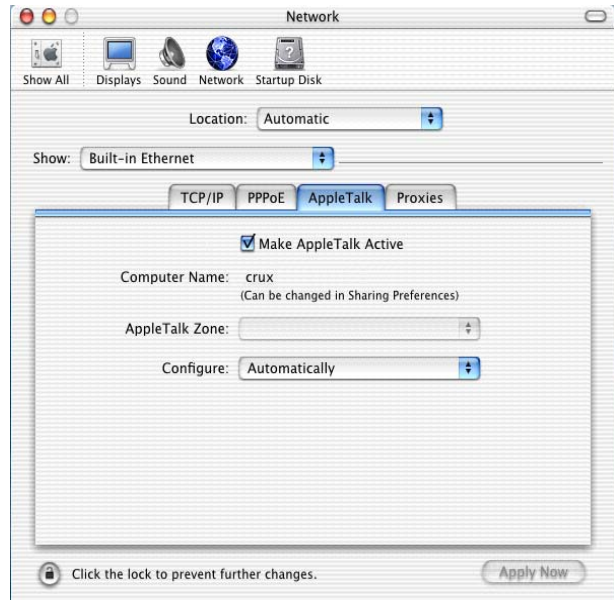 Network
Show All
Displays
Sound
Network
Startup Disk
?
Location: Automatic
Show: Built-in Ethernet
TCP/IP
PPPoE
AppleTalk
Proxies
Make AppleTalk Active
Computer Name: crux
(Can be changed in Sharing Preferences)
AppleTalk Zone:
Configure: Automatically
Click the lock to prevent further changes.
Apply Now